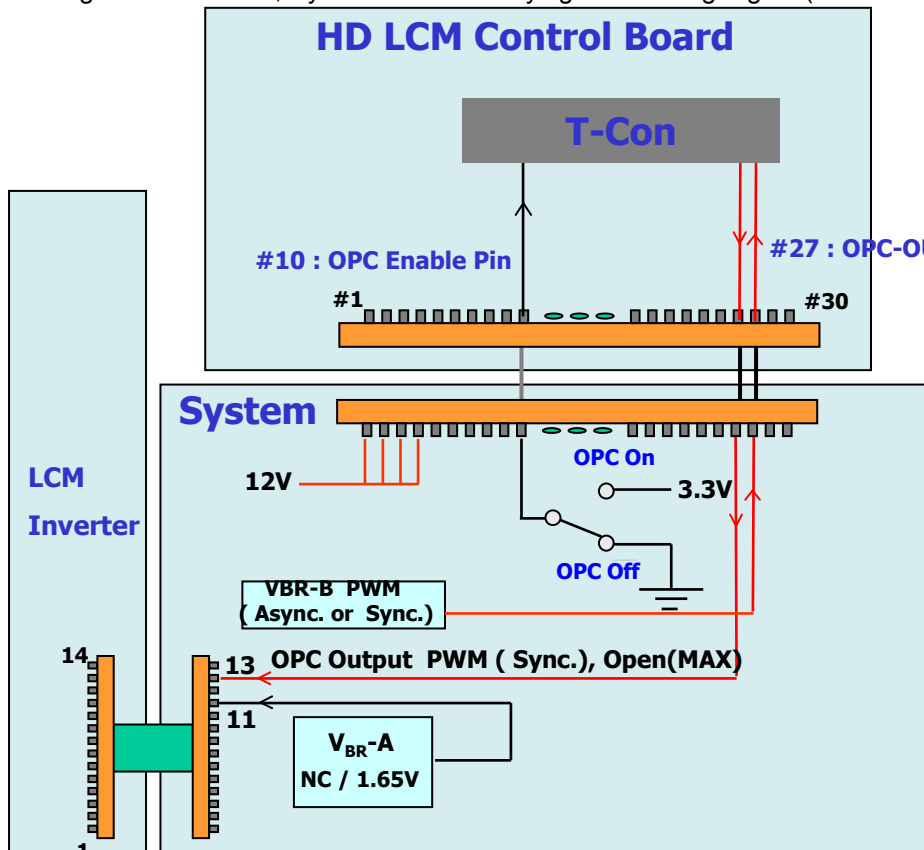 HD LCM Control Board
T-Con
#10 : OPC Enable Pin
#27 : OPC-OU
#1
#30
System
OPC On
12V
3.3V
LCM
Inverter
OPC Off
VBR-B PWM
( Async. or Sync.)
14
13
OPC Output PWM ( Sync.), Open(MAX)
11
VBR-A
NC / 1.65V
1